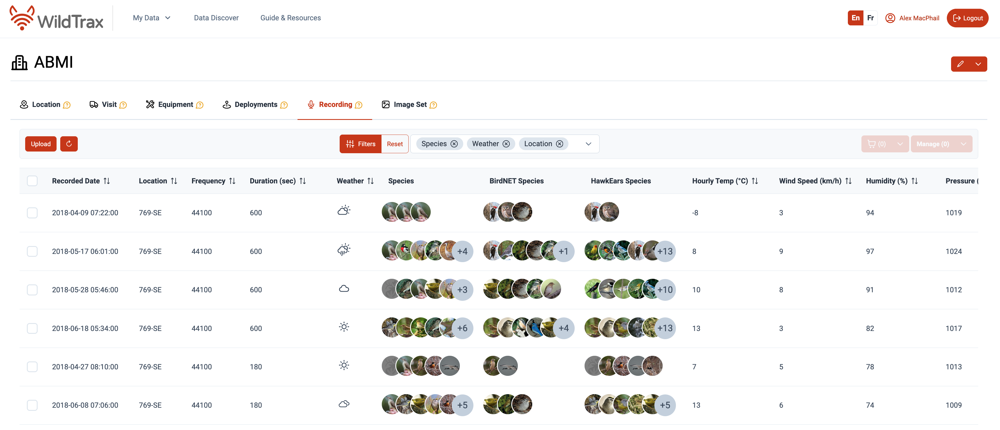 WildTrax My Data Data Discover Guide & Resources En Fr Alex MacPhail Logout
ABMI
Location ? Visit ? Equipment ? Deployments ? Recording ? Image Set ?
Upload Filters Reset Species Weather Location (0) Manage (0)
Recorded Date Location Frequency Duration (sec) Weather Species BirdNET Species HawkEars Species Hourly Temp (°C) Wind Speed (km/h) Humidity (%) Pressure (
2018-04-09 07:22:00 769-SE 44100 600 -8 3 94 1019
2018-05-17 06:01:00 769-SE 44100 600 +4 +1 +13 8 9 97 1024
2018-05-28 05:46:00 769-SE 44100 600 +3 +10 10 8 91 1012
2018-06-18 05:34:00 769-SE 44100 600 +6 +4 +13 13 3 82 1017
2018-04-27 08:10:00 769-SE 44100 180 7 5 78 1013
2018-06-08 07:06:00 769-SE 44100 180 +5 +5 13 6 74 1009